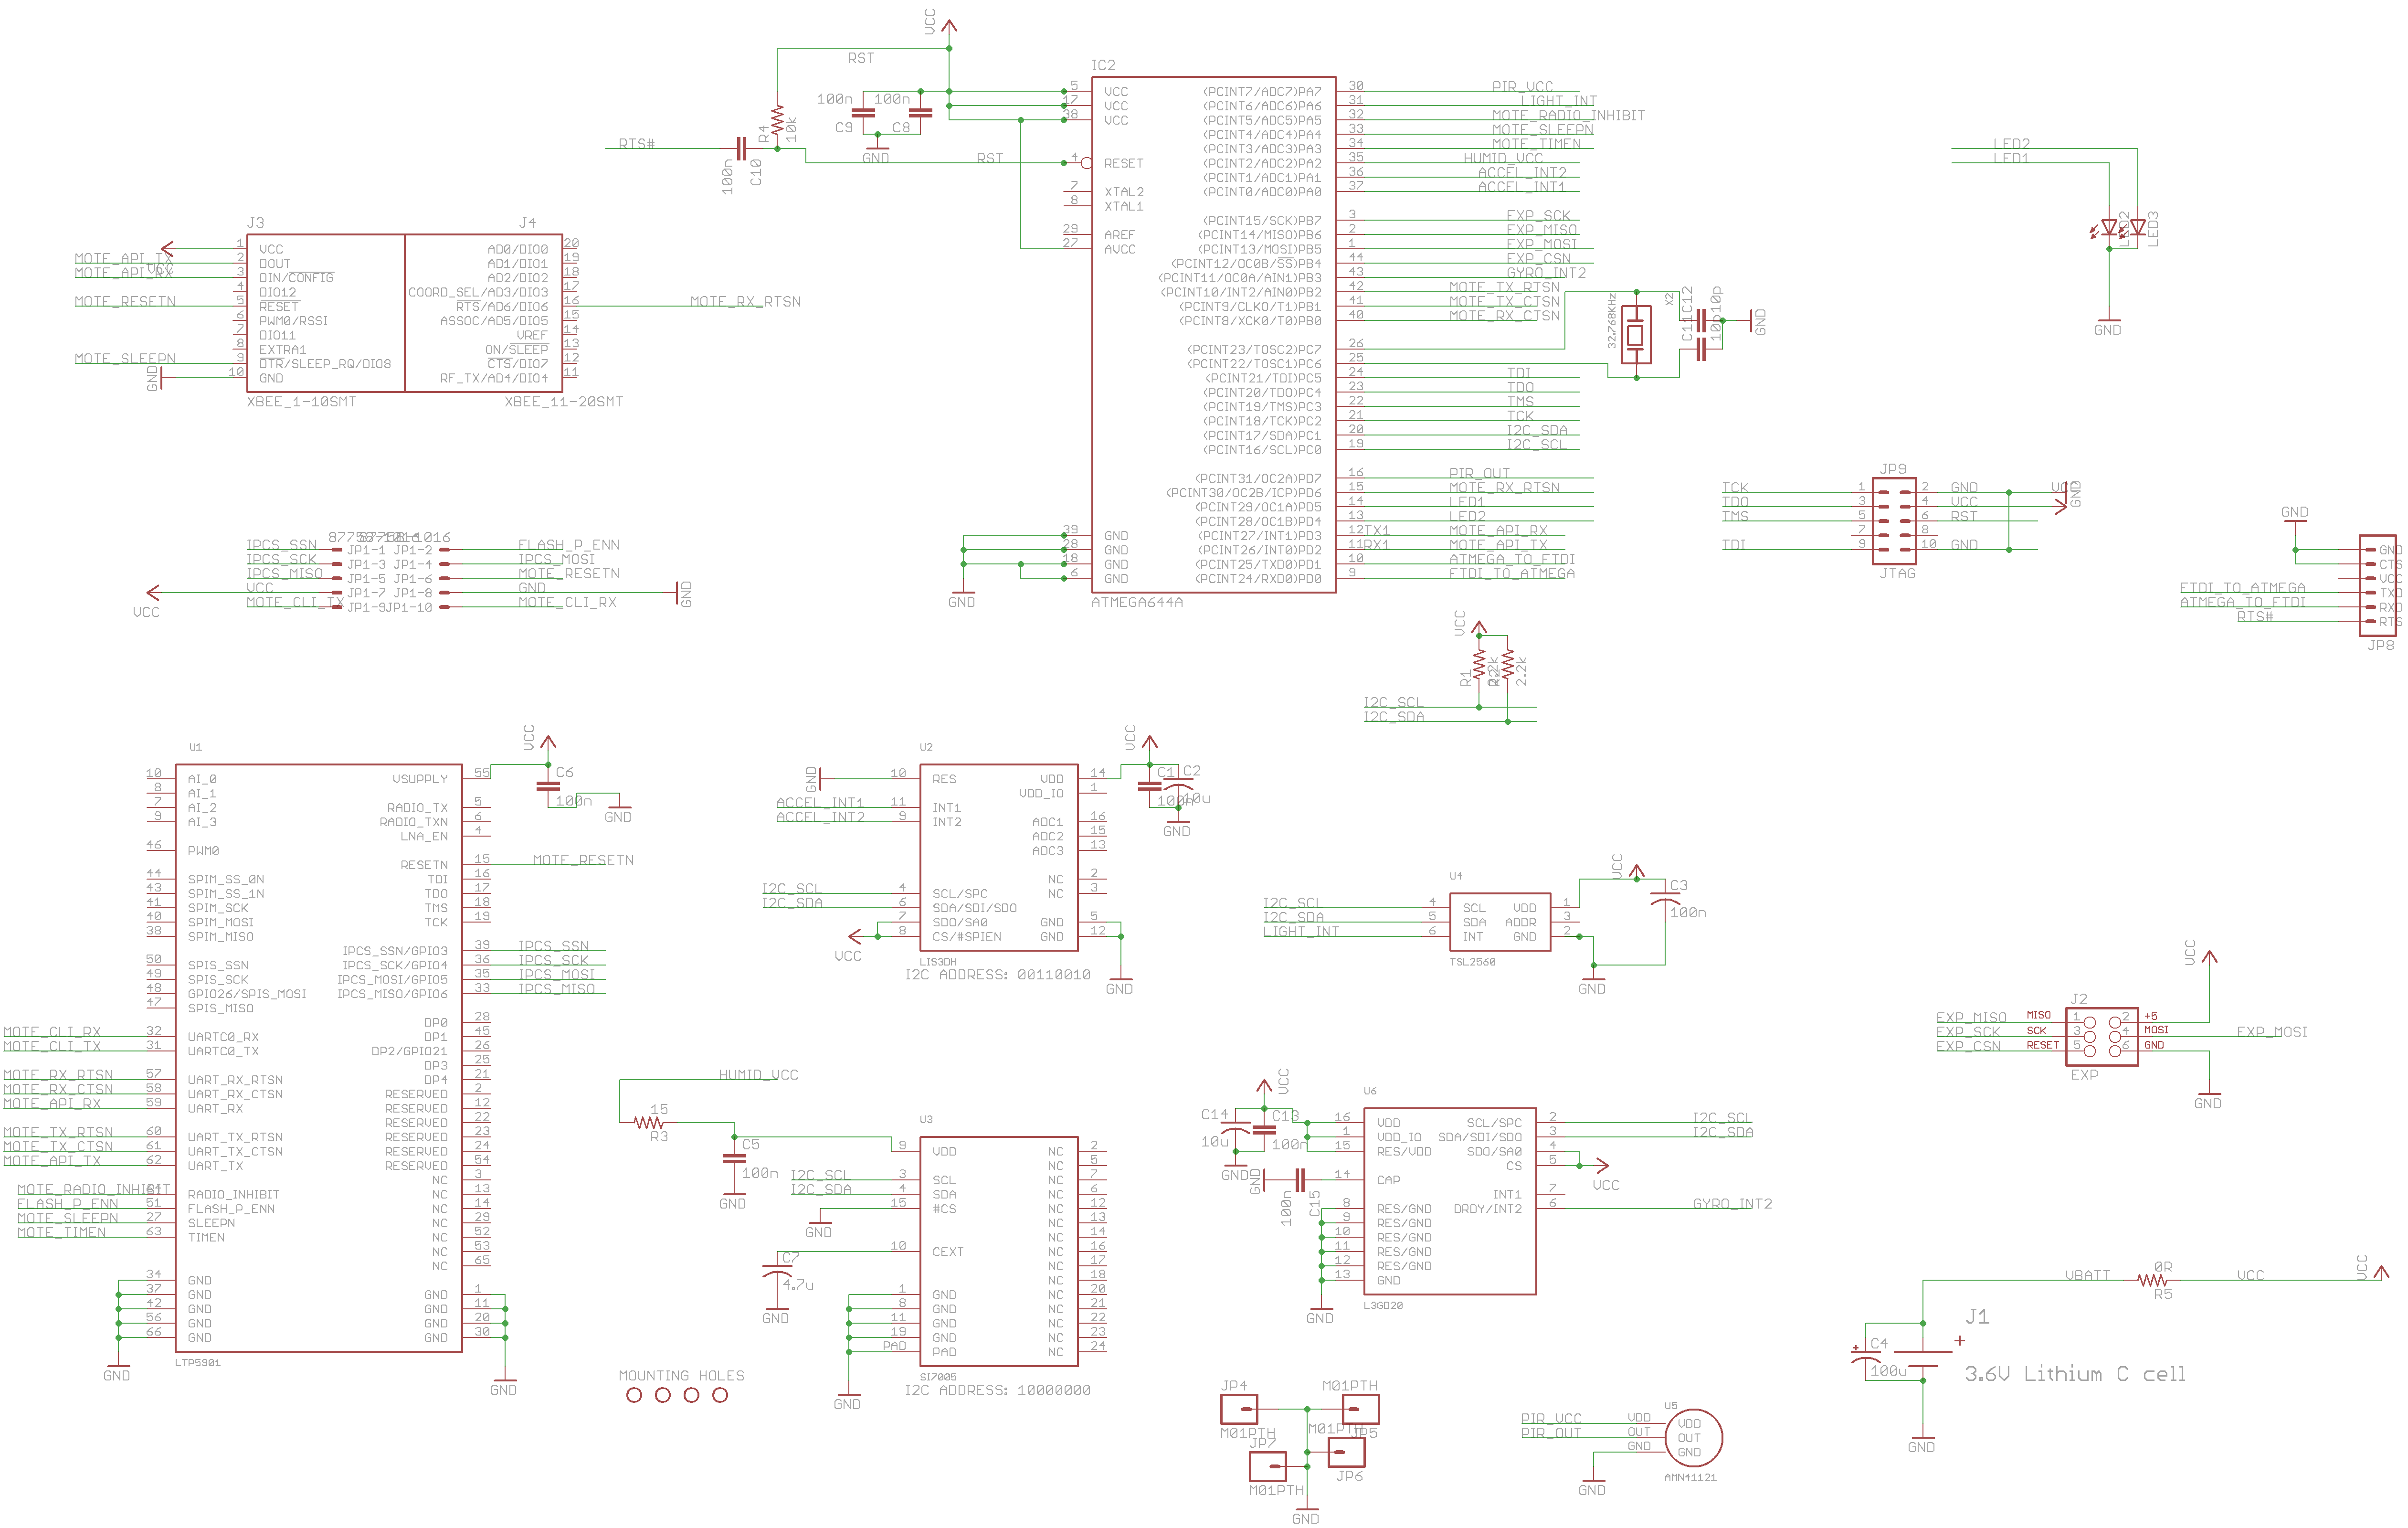 VCC
RST
RTS#
100n
C10
R4
10k
100n 100n
C9 C8
GND
RST
IC2
5 VCC (PCINT7/ADC7)PA7 30 PIR_VCC
17 VCC (PCINT6/ADC6)PA6 31 LIGHT_INT
38 VCC (PCINT5/ADC5)PA5 32 MOTE_RADIO_INHIBIT
(PCINT4/ADC4)PA4 33 MOTE_SLEEPN
(PCINT3/ADC3)PA3 34 MOTE_TIMEN
4 RESET (PCINT2/ADC2)PA2 35 HUMID_VCC
(PCINT1/ADC1)PA1 36 ACCEL_INT2
7 XTAL2 (PCINT0/ADC0)PA0 37 ACCEL_INT1
8 XTAL1
(PCINT15/SCK)PB7 3 EXP_SCK
29 AREF (PCINT14/MISO)PB6 2 EXP_MISO
27 AVCC (PCINT13/MOSI)PB5 1 EXP_MOSI
(PCINT12/OC0B/SS)PB4 44 EXP_CSN
(PCINT11/OC0A/AIN1)PB3 43 GYRO_INT2
(PCINT10/INT2/AIN0)PB2 42 MOTE_TX_RTSN
(PCINT9/CLKO/T1)PB1 41 MOTE_TX_CTSN
(PCINT8/XCK0/T0)PB0 40 MOTE_RX_CTSN
(PCINT23/TOSC2)PC7 26
(PCINT22/TOSC1)PC6 25
(PCINT21/TDI)PC5 24 TDI
(PCINT20/TDO)PC4 23 TDO
(PCINT19/TMS)PC3 22 TMS
(PCINT18/TCK)PC2 21 TCK
(PCINT17/SDA)PC1 20 I2C_SDA
(PCINT16/SCL)PC0 19 I2C_SCL
(PCINT31/OC2A)PD7 16 PIR_OUT
(PCINT30/OC2B/ICP)PD6 15 MOTE_RX_RTSN
(PCINT29/OC1A)PD5 14 LED1
(PCINT28/OC1B)PD4 13 LED2
39 GND (PCINT27/INT1)PD3 12 TX1 MOTE_API_RX
28 GND (PCINT26/INT0)PD2 11 RX1 MOTE_API_TX
18 GND (PCINT25/TXD0)PD1 10 ATMEGA_TO_FTDI
6 GND (PCINT24/RXD0)PD0 9 FTDI_TO_ATMEGA
GND
ATMEGA644A
32.768KHz
X2
C11 C12
10p 10p
GND
LED2
LED1
LED2
LED3
GND
J3 J4
1 VCC AD0/DIO0 20
MOTE_API_TX 2 DOUT AD1/DIO1 19
VCC
MOTE_API_RX 3 DIN/CONFIG AD2/DIO2 18
4 DIO12 COORD_SEL/AD3/DIO3 17
MOTE_RESETN 5 RESET RTS/AD6/DIO6 16 MOTE_RX_RTSN
6 PWM0/RSSI ASSOC/AD5/DIO5 15
7 DIO11 VREF 14
8 EXTRA1 ON/SLEEP 13
MOTE_SLEEPN 9 DTR/SLEEP_RQ/DIO8 CTS/DIO7 12
GND 10 GND RF_TX/AD4/DIO4 11
XBEE_1-10SMT XBEE_11-20SMT
IPCS_SSN JP1-1 JP1-2 FLASH_P_ENN
IPCS_SCK JP1-3 JP1-4 IPCS_MOSI
IPCS_MISO JP1-5 JP1-6 MOTE_RESETN
VCC JP1-7 JP1-8 GND
MOTE_CLI_TX JP1-9 JP1-10 MOTE_CLI_RX
VCC
GND
JP9
TCK 1 2 GND VCC GND
TDO 3 4 VCC
TMS 5 6 RST
7 8
TDI 9 10 GND
JTAG
GND
GND
CTS
VCC
FTDI_TO_ATMEGA TXO
ATMEGA_TO_FTDI RXO
RTS# RTS
JP8
VCC
R1
2.2k
I2C_SCL
I2C_SDA
U1
VCC
C6
100n
GND
10 AI_0 VSUPPLY 55
8 AI_1
7 AI_2 RADIO_TX 5
9 AI_3 RADIO_TXN 6
LNA_EN 4
46 PWM0
RESETN 15 MOTE_RESETN
44 SPIM_SS_0N TDI 16
43 SPIM_SS_1N TDO 17
41 SPIM_SCK TMS 18
40 SPIM_MOSI TCK 19
38 SPIM_MISO
IPCS_SSN/GPIO3 39 IPCS_SSN
50 SPIS_SSN IPCS_SCK/GPIO4 36 IPCS_SCK
49 SPIS_SCK IPCS_MOSI/GPIO5 35 IPCS_MOSI
48 GPIO26/SPIS_MOSI IPCS_MISO/GPIO6 33 IPCS_MISO
47 SPIS_MISO
DP0 28
MOTE_CLI_RX 32 UARTC0_RX DP1 45
MOTE_CLI_TX 31 UARTC0_TX DP2/GPIO21 26
DP3 25
MOTE_RX_RTSN 57 UART_RX_RTSN DP4 21
MOTE_RX_CTSN 58 UART_RX_CTSN RESERVED 2
MOTE_API_RX 59 UART_RX RESERVED 12
RESERVED 22
MOTE_TX_RTSN 60 UART_TX_RTSN RESERVED 23
MOTE_TX_CTSN 61 UART_TX_CTSN RESERVED 24
MOTE_API_TX 62 UART_TX RESERVED 54
NC 3
MOTE_RADIO_INHIBIT RADIO_INHIBIT NC 13
FLASH_P_ENN 51 FLASH_P_ENN NC 14
MOTE_SLEEPN 27 SLEEPN NC 29
MOTE_TIMEN 63 TIMEN NC 52
NC 53
NC 65
34 GND
37 GND GND 1
42 GND GND 11
56 GND GND 20
66 GND GND 30
LTP5901
GND
GND
U2
VCC
C1
100n
C2
10u
GND
GND 10 RES VDD 14
VDD_IO 1
ACCEL_INT1 11 INT1
ACCEL_INT2 9 INT2 ADC1 16
ADC2 15
ADC3 13
NC 2
I2C_SCL 4 SCL/SPC NC 3
I2C_SDA 6 SDA/SDI/SDO
7 SDO/SA0 GND 5
8 CS/#SPIEN GND 12
VCC
LIS3DH
I2C ADDRESS: 00110010
GND
U4
VCC
C3
100n
I2C_SCL 4 SCL VDD 1
I2C_SDA 5 SDA ADDR 3
LIGHT_INT 6 INT GND 2
TSL2560
GND
VCC
J2
EXP_MISO MISO 1 2 +5
EXP_SCK SCK 3 4 MOSI EXP_MOSI
EXP_CSN RESET 5 6 GND
EXP
GND
HUMID_VCC
15
R3
C5
100n
GND
U3
9 VDD NC 2
NC 5
I2C_SCL 3 SCL NC 7
I2C_SDA 4 SDA NC 6
15 #CS NC 12
GND
NC 13
NC 14
10 CEXT NC 16
C7
4.7u
GND
NC 17
NC 18
1 GND NC 20
8 GND NC 21
11 GND NC 22
19 GND NC 23
PAD PAD NC 24
SI7005
I2C ADDRESS: 10000000
GND
MOUNTING HOLES
VCC
C14
10u
C13
100n
GND
GND
100n
C15
U6
16 VDD SCL/SPC 2 I2C_SCL
1 VDD_IO SDA/SDI/SDO 3 I2C_SDA
15 RES/VDD SDO/SA0 4
CS 5
VCC
14 CAP
INT1 7
8 RES/GND DRDY/INT2 6 GYRO_INT2
9 RES/GND
10 RES/GND
11 RES/GND
12 RES/GND
13 GND
L3GD20
GND
VBATT 0R VCC VCC
R5
J1
+
C4
100u
3.6V Lithium C cell
GND
JP4 M01PTH
M01PTH M01PTH JP5
JP7
JP6
M01PTH
GND
U5
PIR_VCC VDD VDD
PIR_OUT OUT OUT
GND GND
AMN41121
GND